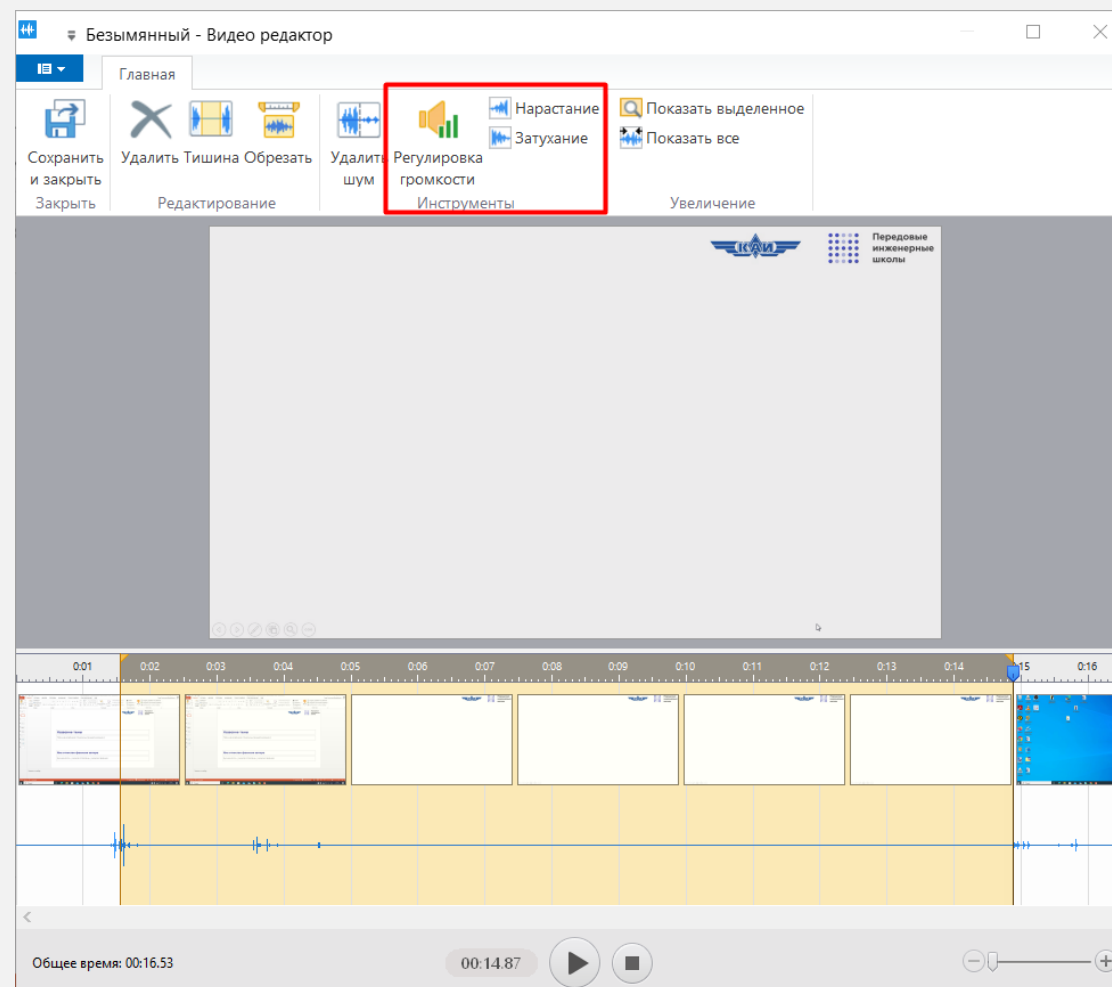 Безымянный - Видео редактор
Главная
Сохранить и закрыть
Удалить
Тишина
Обрезать
Удалить шум
Регулировка громкости
Нарастание
Затухание
Показать выделенное
Показать все
Закрыть
Редактирование
Инструменты
Увеличение
КАИ
Передовые
инженерные
школы
0:01 0:02 0:03 0:04 0:05 0:06 0:07 0:08 0:09 0:10 0:11 0:12 0:13 0:14 15 0:16
Общее время: 00:16.53
00:14.87